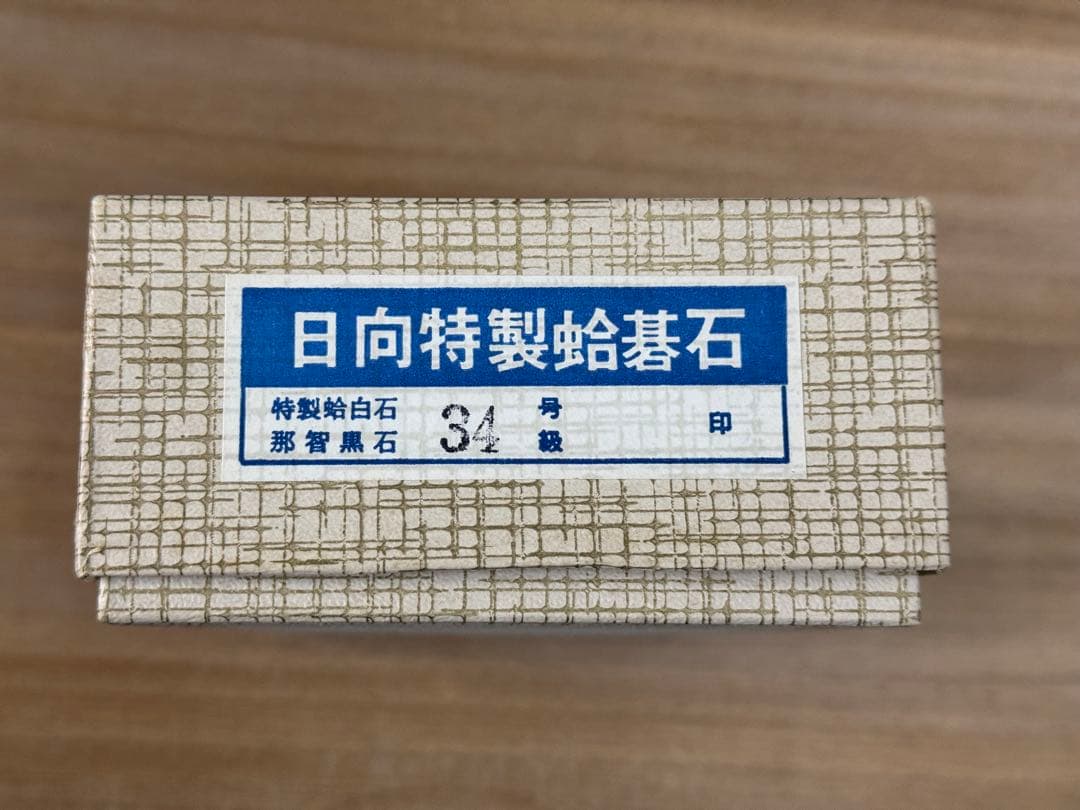 日向特製蛤碁石
特製蛤白石
那智黒石
34 号
級
印